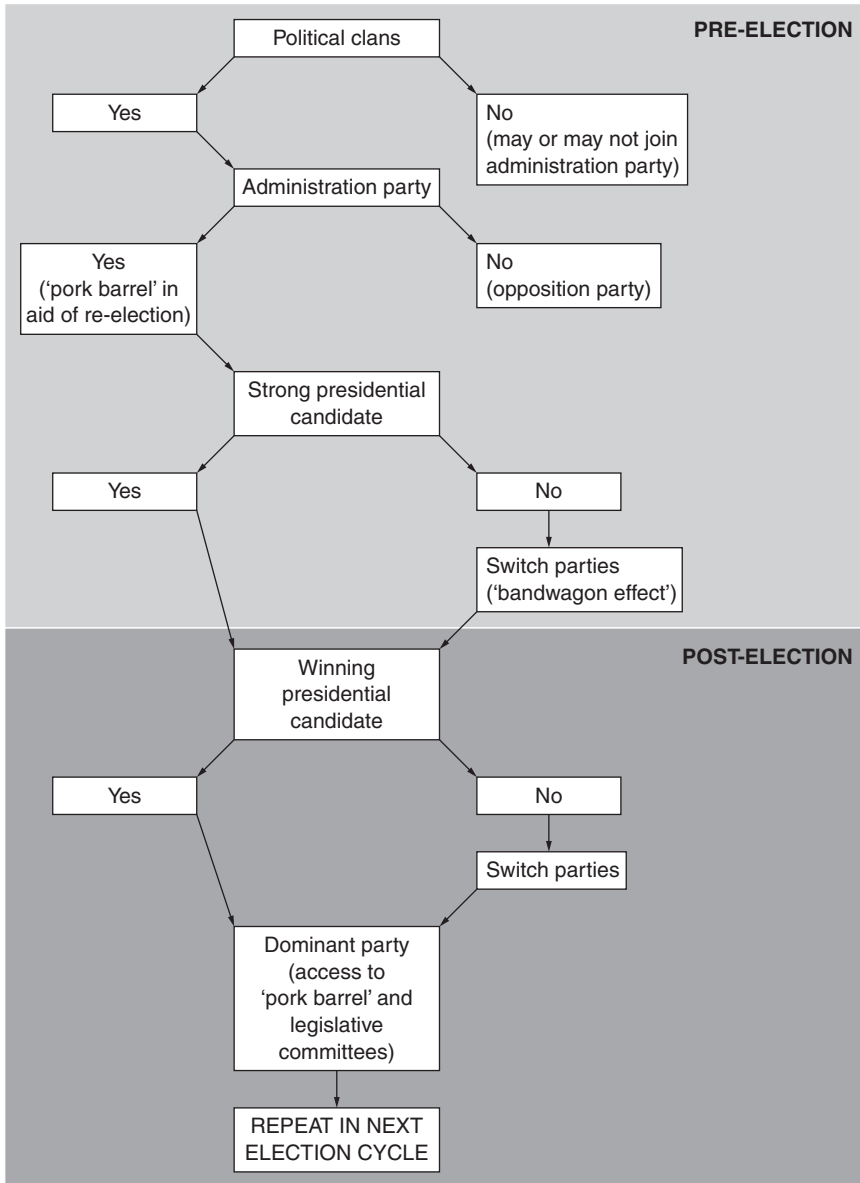 PRE-ELECTION
Political clans
Yes
No
(may or may not join
administration party)
Administration party
Yes
(‘pork barrel’ in
aid of re-election)
No
(opposition party)
Strong presidential
candidate
Yes
No
Switch parties
(‘bandwagon effect’)
POST-ELECTION
Winning
presidential
candidate
Yes
No
Switch parties
Dominant party
(access to
‘pork barrel’ and
legislative
committees)
REPEAT IN NEXT
ELECTION CYCLE